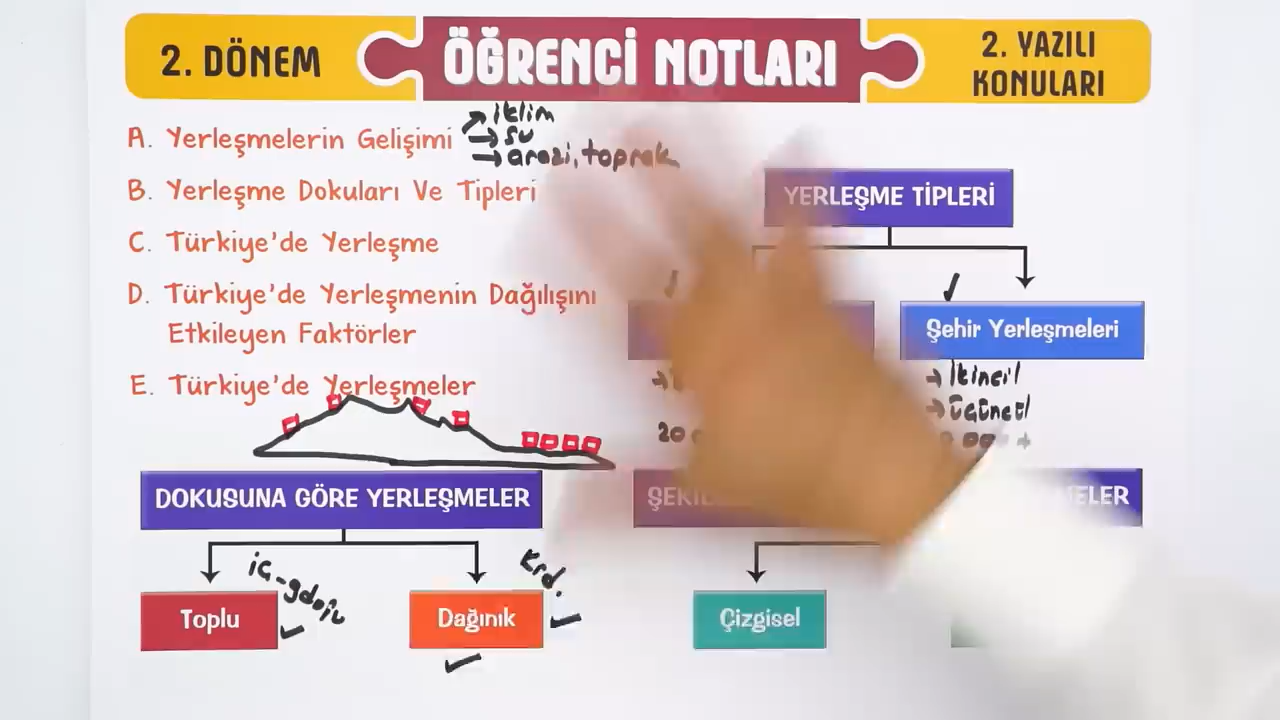 2. DÖNEM
ÖĞRENCİ NOTLARI
2. YAZILI
KONULARI
A. Yerleşmelerin Gelişimi
iklim
su
arazi, toprak
B. Yerleşme Dokuları Ve Tipleri
C. Türkiye'de Yerleşme
D. Türkiye'de Yerleşmenin Dağılışını
Etkileyen Faktörler
E. Türkiye'de Yerleşmeler
YERLEŞME TİPLERİ
Şehir Yerleşmeleri
→ İkincil
DOKUSUNA GÖRE YERLEŞMELER
iç-gdoğu
Krd.
Toplu
Dağınık
Çizgisel